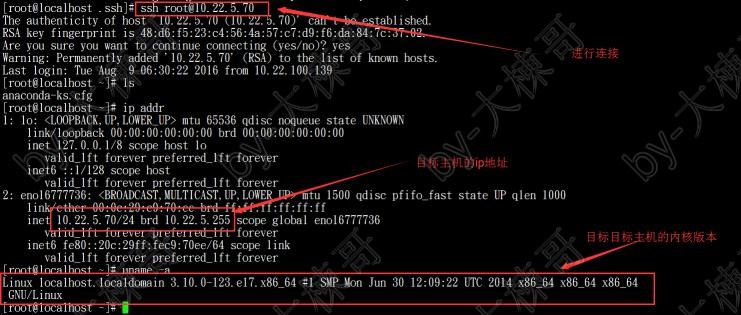 [root@localhost .ssh]# ssh root@10.22.5.70
The authenticity of host '10.22.5.70 (10.22.5.70)' can't be established.
RSA key fingerprint is 48:d6:f5:23:c4:56:4a:57:c7:d9:f6:da:84:7c:37:02.
Are you sure you want to continue connecting (yes/no)? yes
进行连接
Warning: Permanently added '10.22.5.70' (RSA) to the list of known hosts.
Last login: Tue Aug  9 06:30:22 2016 from 10.22.100.139
[root@localhost ~]# ls
anaconda-ks.cfg
[root@localhost ~]# ip addr
1: lo: <LOOPBACK,UP,LOWER_UP> mtu 65536 qdisc noqueue state UNKNOWN
link/loopback 00:00:00:00:00:00 brd 00:00:00:00:00:00
inet 127.0.0.1/8 scope host lo
valid_lft forever preferred_lft forever
inet6 ::1/128 scope host
目标主机的ip地址
valid_lft forever preferred_lft forever
2: eno16777736: <BROADCAST,MULTICAST,UP,LOWER_UP> mtu 1500 qdisc pfifo_fast state UP qlen 1000
link/ether 00:0c:29:c9:70:ee brd ff:ff:ff:ff:ff:ff
inet 10.22.5.70/24 brd 10.22.5.255 scope global eno16777736
valid_lft forever preferred_lft forever
目标目标主机的内核版本
inet6 fe80::20c:29ff:fec9:70ee/64 scope link
valid_lft forever preferred_lft forever
[root@localhost ~]# uname -a
Linux localhost.localdomain 3.10.0-123.el7.x86_64 #1 SMP Mon Jun 30 12:09:22 UTC 2014 x86_64 x86_64 x86_64
GNU/Linux
[root@localhost ~]#
by-大棟哥
by-大棟哥
by-大棟哥